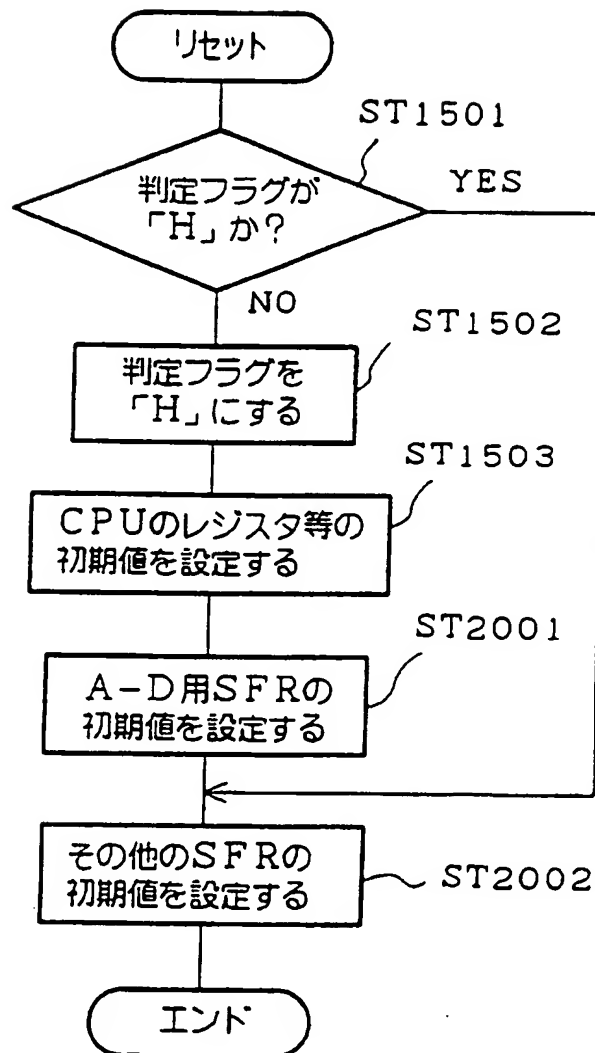 リセット
ST1501
判定フラグが
「H」か?
YES
NO
ST1502
判定フラグを
「H」にする
ST1503
CPUのレジスタ等の
初期値を設定する
ST2001
A-D用SFRの
初期値を設定する
その他のSFRの
初期値を設定する
ST2002
エンド